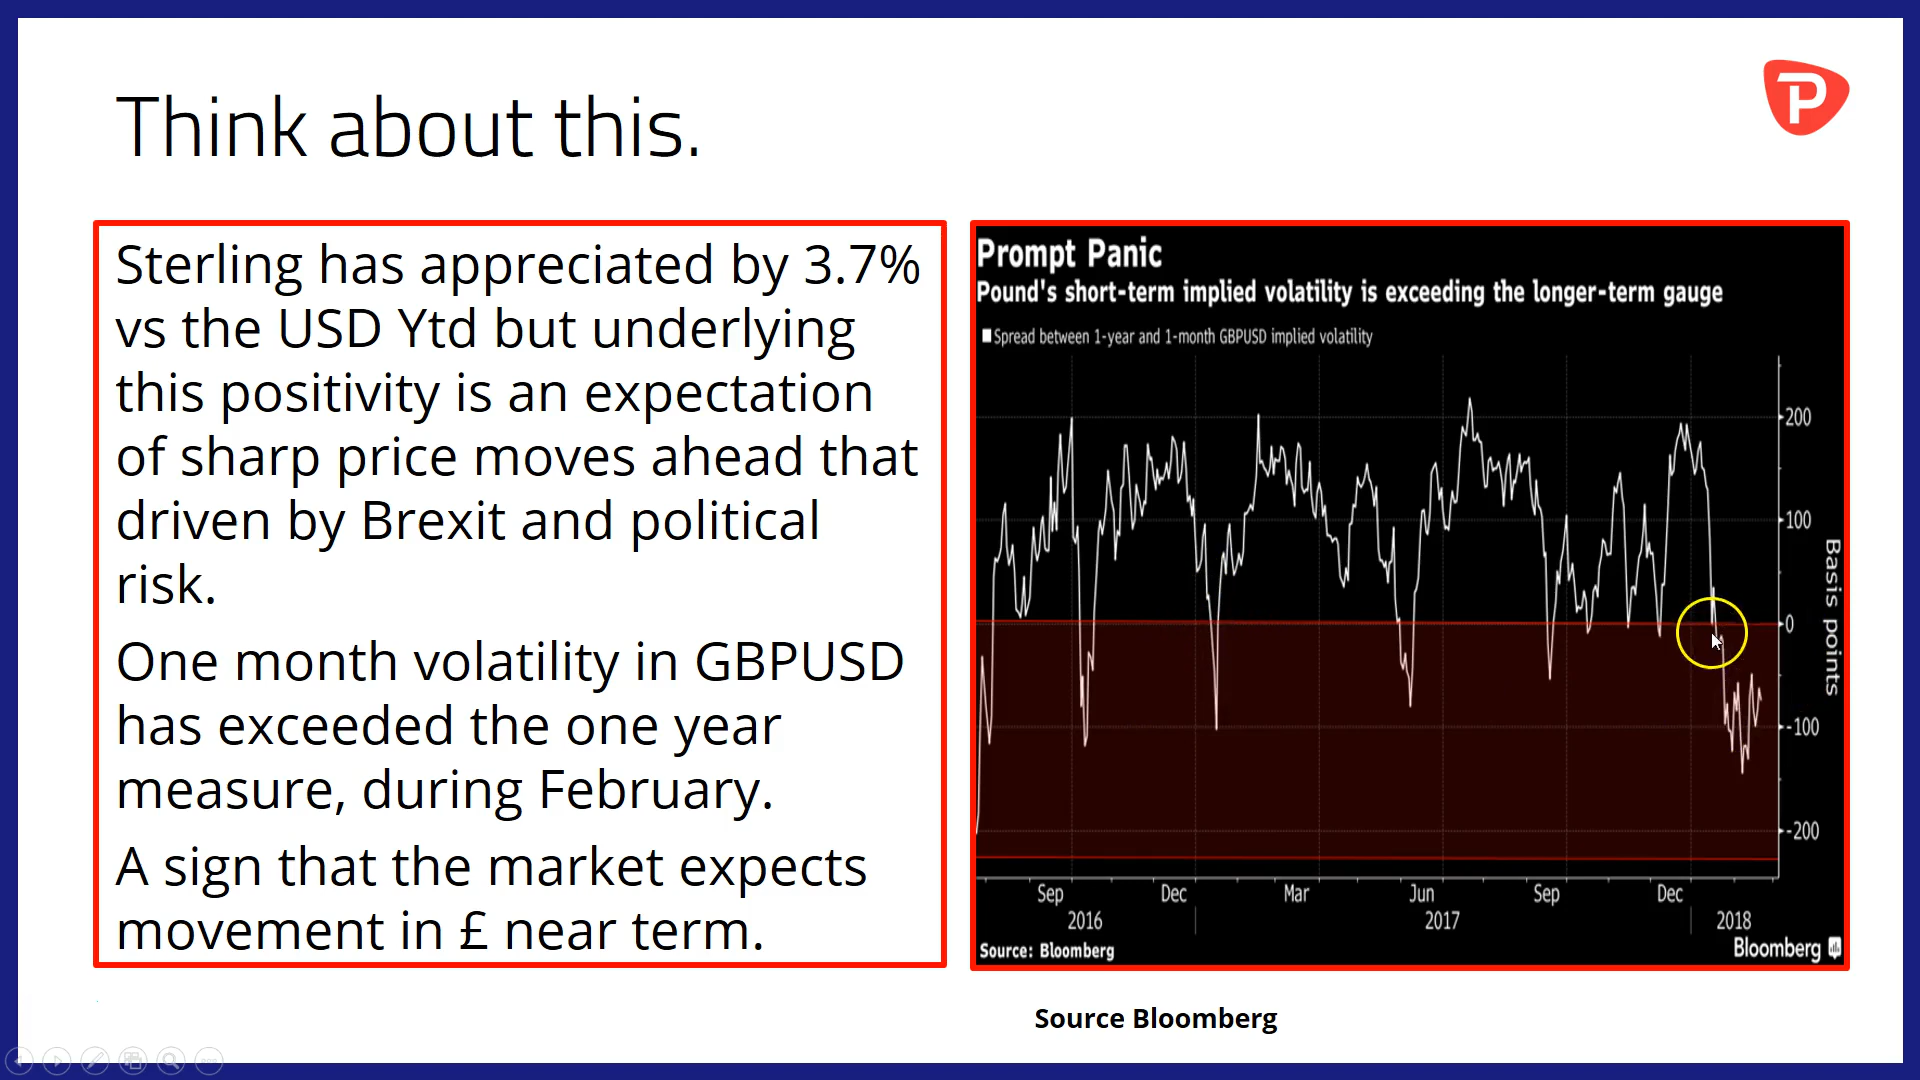 Think about this.
P
Sterling has appreciated by 3.7%
vs the USD Ytd but underlying
this positivity is an expectation
of sharp price moves ahead that
driven by Brexit and political
risk.
One month volatility in GBPUSD
has exceeded the one year
measure, during February.
A sign that the market expects
movement in £ near term.
Prompt Panic
Pound's short-term implied volatility is exceeding the longer-term gauge
Spread between 1-year and 1-month GBPUSD implied volatility
200
100
0
-100
-200
Basis points
Sep Dec Mar Jun Sep Dec
2016 2017 2018
Source: Bloomberg
Bloomberg
Source Bloomberg